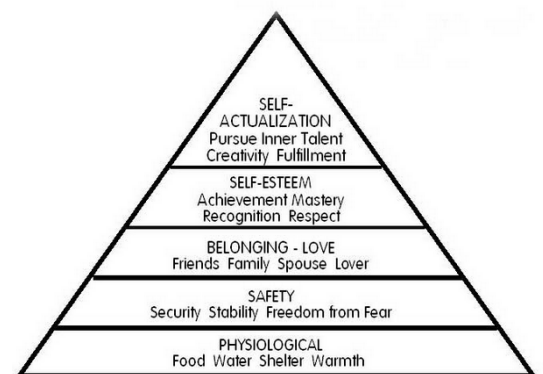 SELF-
ACTUALIZATION
Pursue Inner Talent
Creativity Fulfillment
SELF-ESTEEM
Achievement Mastery
Recognition Respect
BELONGING - LOVE
Friends Family Spouse Lover
SAFETY
Security Stability Freedom from Fear
PHYSIOLOGICAL
Food Water Shelter Warmth